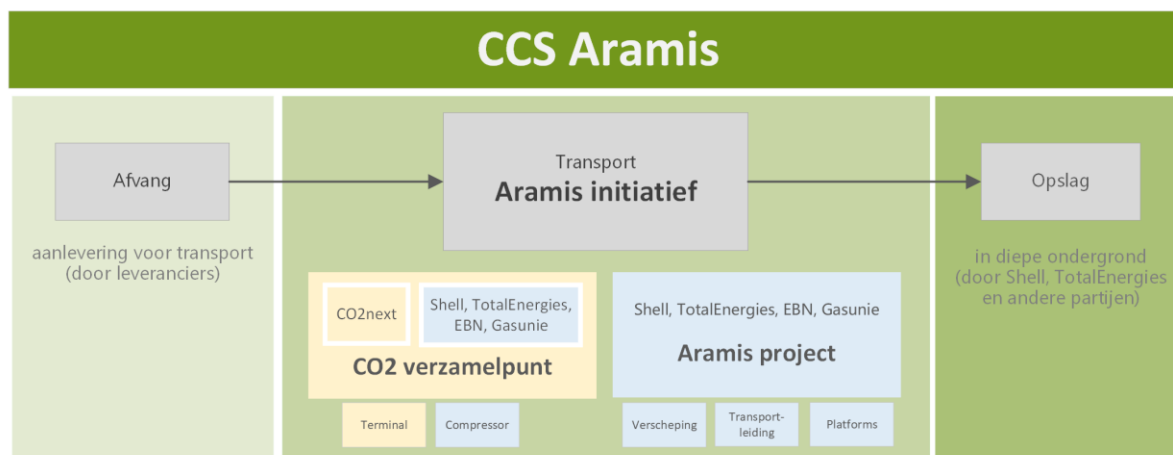 CCS Aramis
Afvang
aanlevering voor transport
(door leveranciers)
Transport
Aramis initiatief
Opslag
in diepe ondergrond
(door Shell, TotalEnergies
en andere partijen)
CO2next
Shell, TotalEnergies,
EBN, Gasunie
CO2 verzamelpunt
Terminal
Compressor
Shell, TotalEnergies, EBN, Gasunie
Aramis project
Verscheping
Transport-
leiding
Platforms